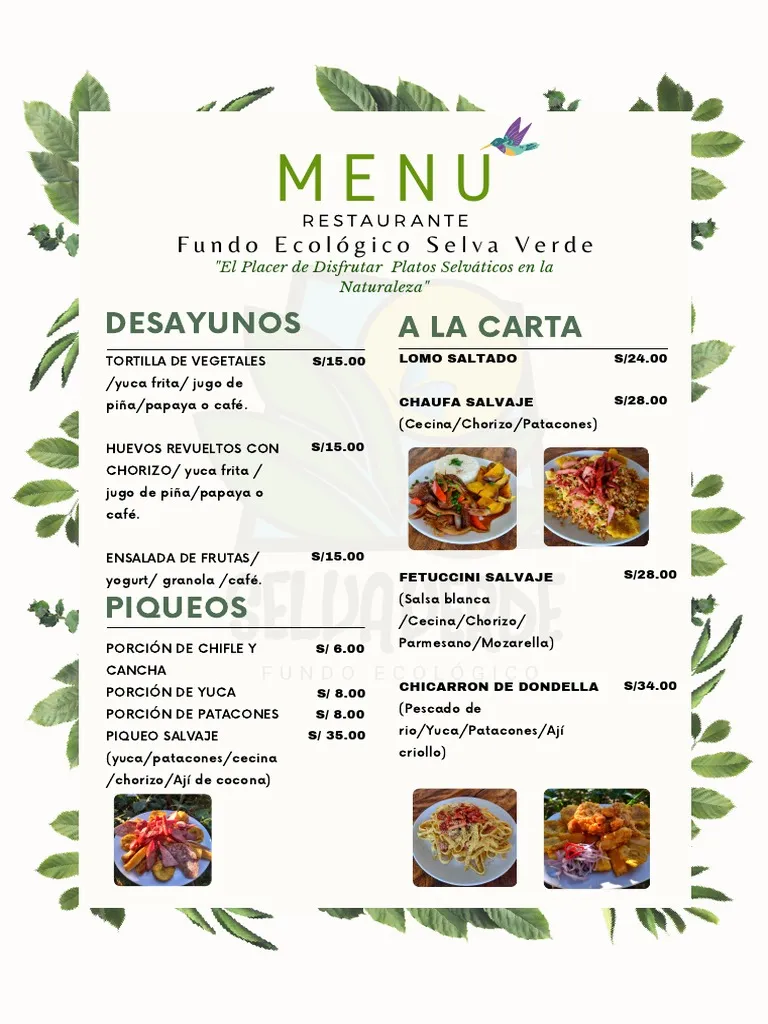 MENU
RESTAURANTE
Fundo Ecológico Selva Verde
"El Placer de Disfrutar Platos Selváticos en la
Naturaleza"
DESAYUNOS
TORTILLA DE VEGETALES S/15.00
/yuca frita/ jugo de
piña/papaya o café.
HUEVOS REVUELTOS CON S/15.00
CHORIZO/ yuca frita /
jugo de piña/papaya o
café.
ENSALADA DE FRUTAS/ S/15.00
yogurt/ granola /café.
PIQUEOS
PORCIÓN DE CHIFLE Y S/ 6.00
CANCHA
PORCIÓN DE YUCA S/ 8.00
PORCIÓN DE PATACONES S/ 8.00
PIQUEO SALVAJE S/ 35.00
(yuca/patacones/cecina
/chorizo/Ají de cocona)
A LA CARTA
LOMO SALTADO S/24.00
CHAUFA SALVAJE S/28.00
(Cecina/Chorizo/Patacones)
FETUCCINI SALVAJE S/28.00
(Salsa blanca
/Cecina/Chorizo/
Parmesano/Mozarella)
CHICARRON DE DONDELLA S/34.00
(Pescado de
rio/Yuca/Patacones/Ají
criollo)
SELVA VERDE
FUNDO ECOLÓGICO